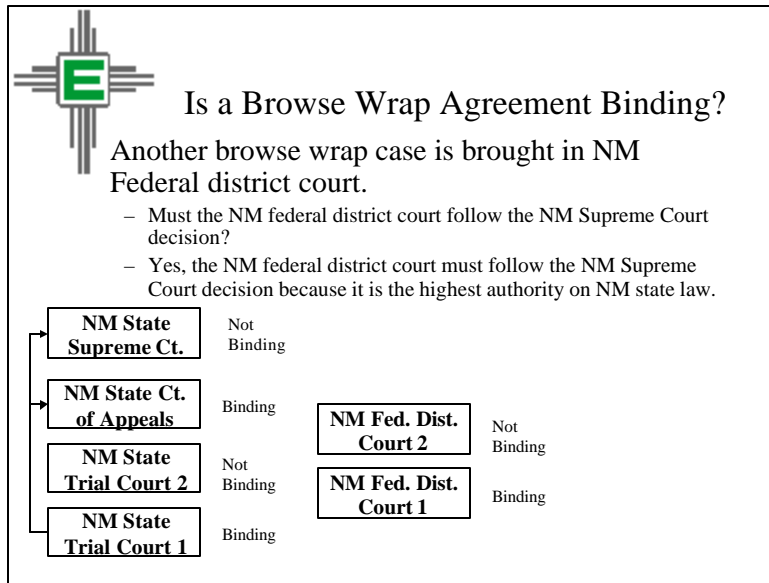 E
Is a Browse Wrap Agreement Binding?
Another browse wrap case is brought in NM
Federal district court.
– Must the NM federal district court follow the NM Supreme Court
decision?
– Yes, the NM federal district court must follow the NM Supreme
Court decision because it is the highest authority on NM state law.
NM State
Supreme Ct.
Not
Binding
NM State Ct.
of Appeals
Binding
NM State
Trial Court 2
Not
Binding
NM State
Trial Court 1
Binding
NM Fed. Dist.
Court 2
Not
Binding
NM Fed. Dist.
Court 1
Binding